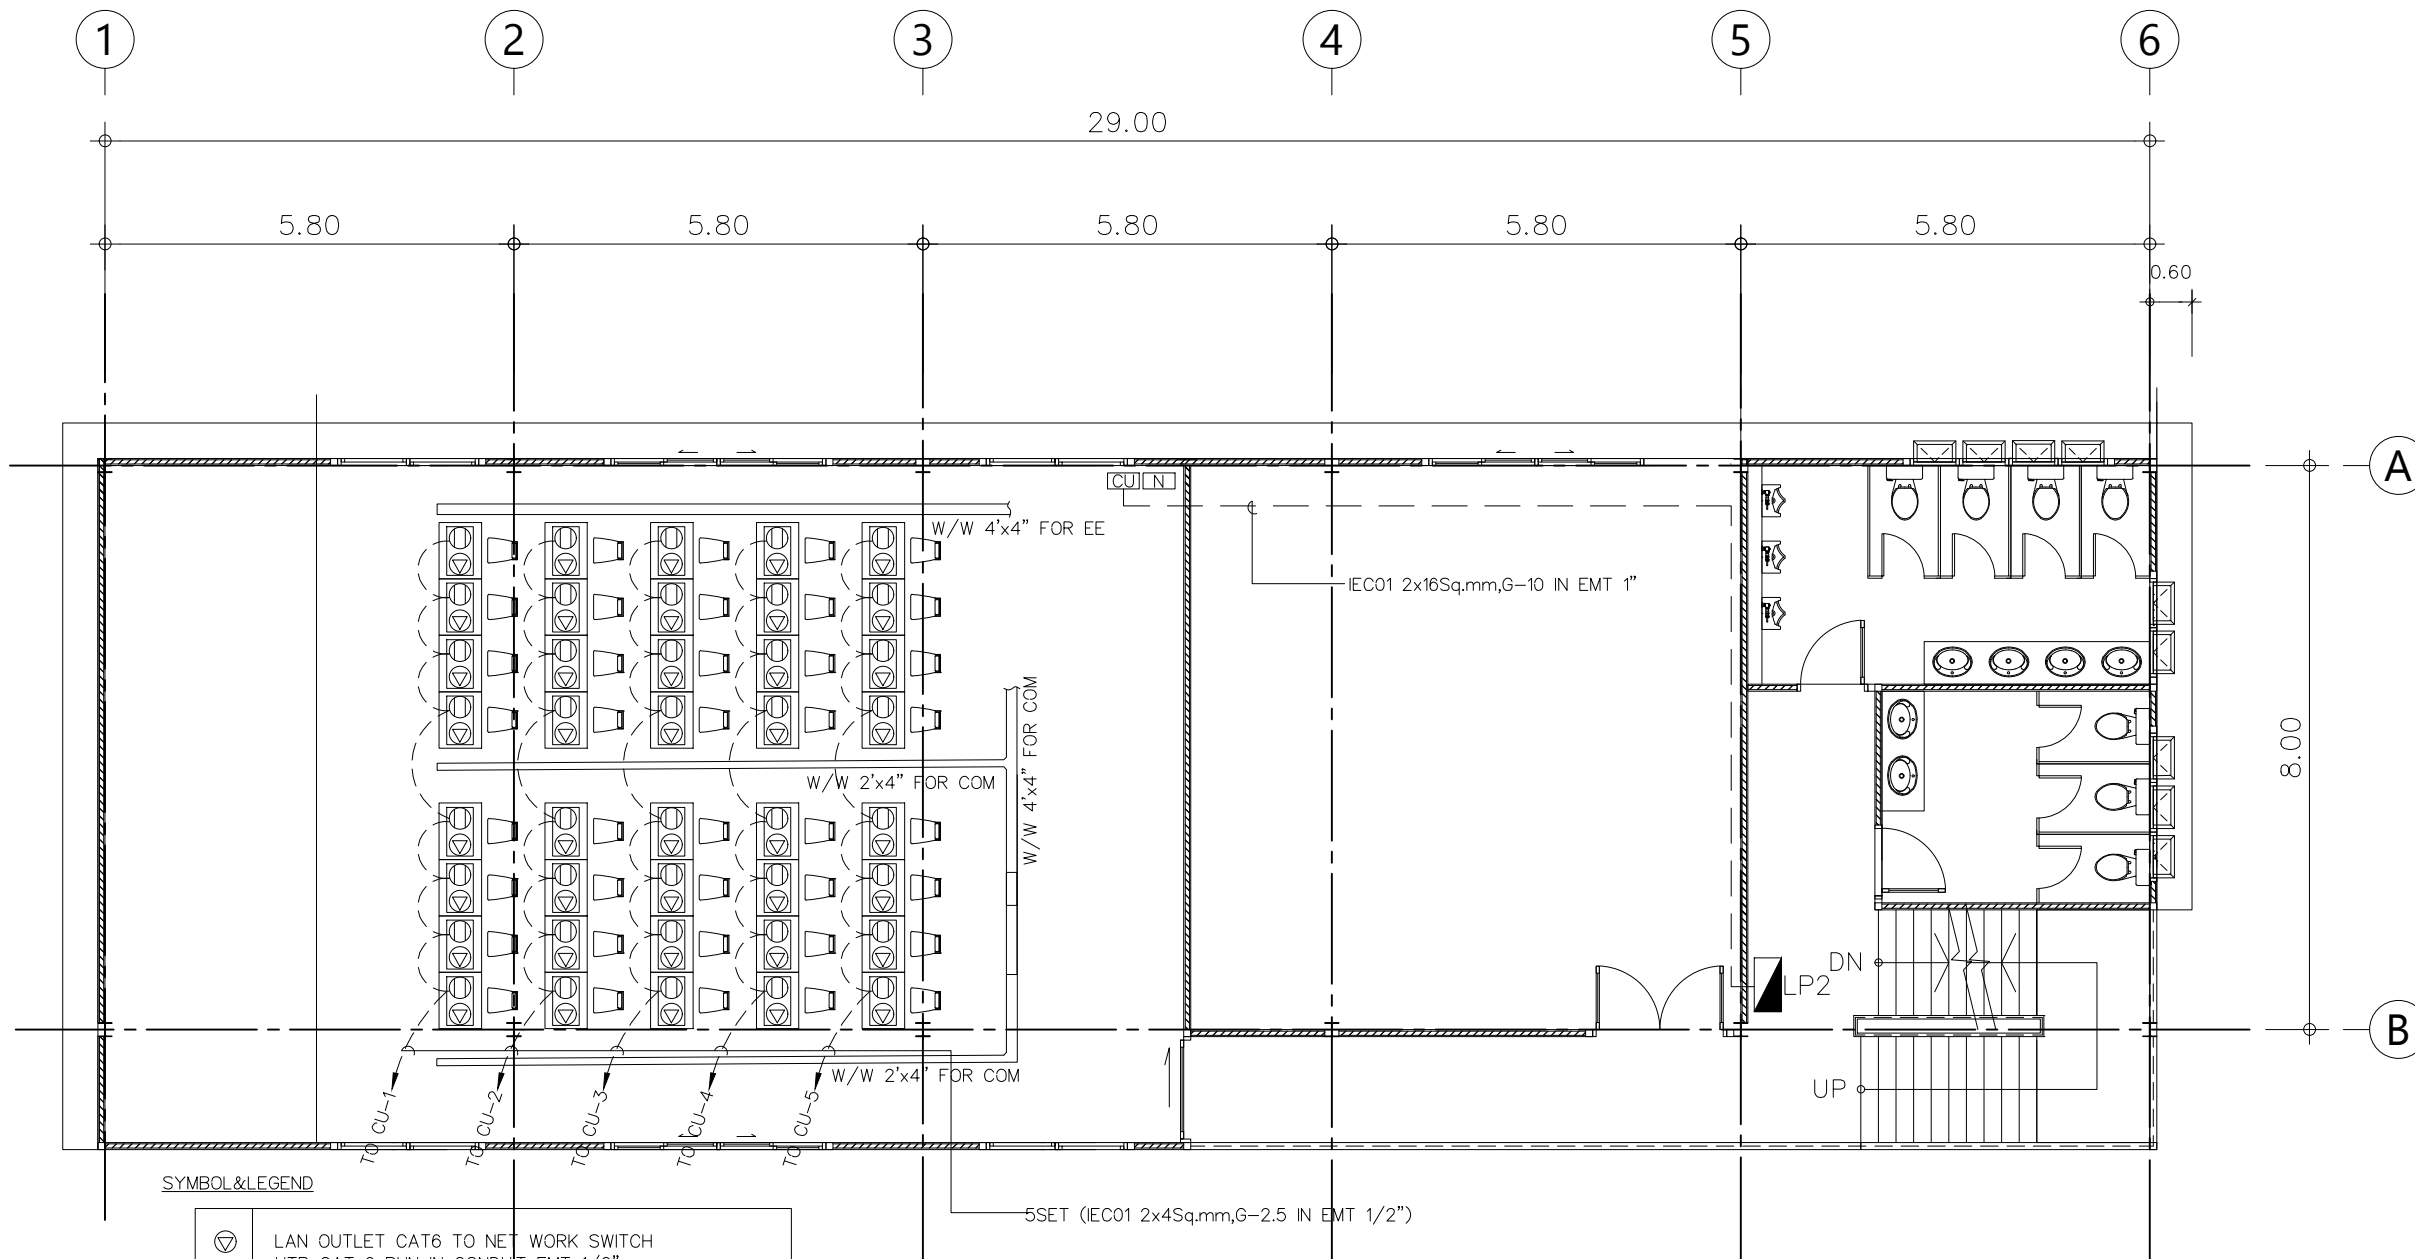 1 2 3 4 5 6
29.00
5.80 5.80 5.80 5.80 5.80
0.60
A
CU N
W/W 4'x4" FOR EE
IEC01 2x16Sq.mm,G-10 IN EMT 1"
W/W 4'x4" FOR COM
8.00
W/W 2'x4" FOR COM
DN
LP2
B
W/W 2'x4' FOR COM
UP
TO CU-1
TO CU-2
TO CU-3
TO CU-4
TO CU-5
SYMBOL&LEGEND
5SET (IEC01 2x4Sq.mm,G-2.5 IN EMT 1/2")
LAN OUTLET CAT6 TO NET WORK SWITCH